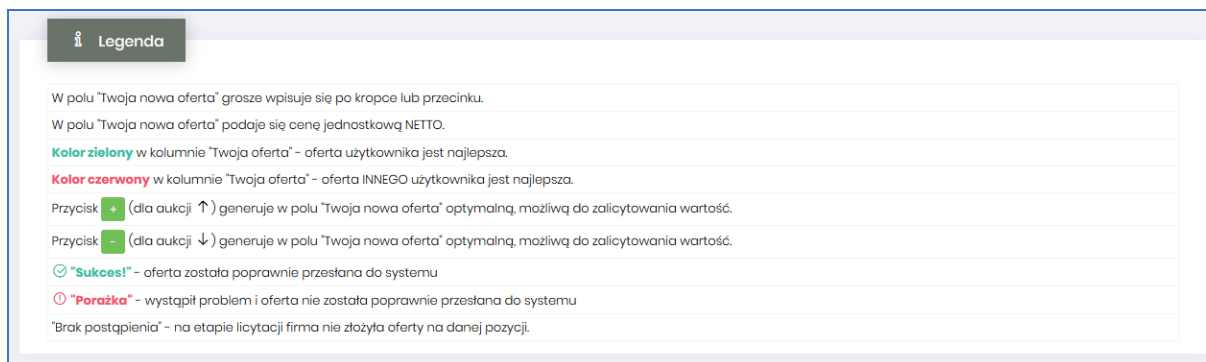 Legenda
W polu "Twoja nowa oferta" grosze wpisuje się po kropce lub przecinku.
W polu "Twoja nowa oferta" podaje się cenę jednostkową NETTO.
Kolor zielony w kolumnie "Twoja oferta" - oferta użytkownika jest najlepsza.
Kolor czerwony w kolumnie "Twoja oferta" - oferta INNEGO użytkownika jest najlepsza.
Przycisk + (dla aukcji ↑) generuje w polu "Twoja nowa oferta" optymalną, możliwą do zalicytowania wartość.
Przycisk - (dla aukcji ↓) generuje w polu "Twoja nowa oferta" optymalną, możliwą do zalicytowania wartość.
"Sukces!" - oferta została poprawnie przesłana do systemu
"Porażka" - wystąpił problem i oferta nie została poprawnie przesłana do systemu
"Brak postąpienia" - na etapie licytacji firma nie złożyła oferty na danej pozycji.